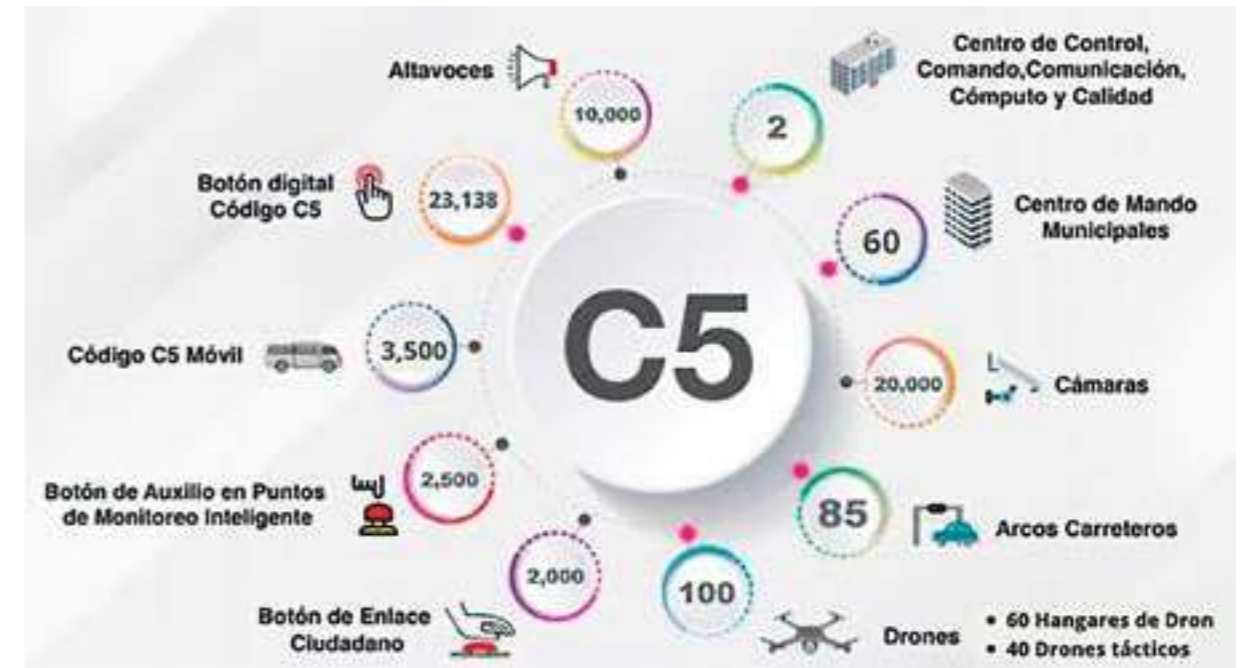 Altavoces
10,000
2
Centro de Control,
Comando,Comunicación,
Cómputo y Calidad
Botón digital
Código C5
23,138
60
Centro de Mando
Municipales
C5
Código C5 Móvil
3,500
20,000
Cámaras
Botón de Auxilio en Puntos
de Monitoreo Inteligente
2,500
85
Arcos Carreteros
2,000
100
Botón de Enlace
Ciudadano
Drones
• 60 Hangares de Dron
• 40 Drones tácticos